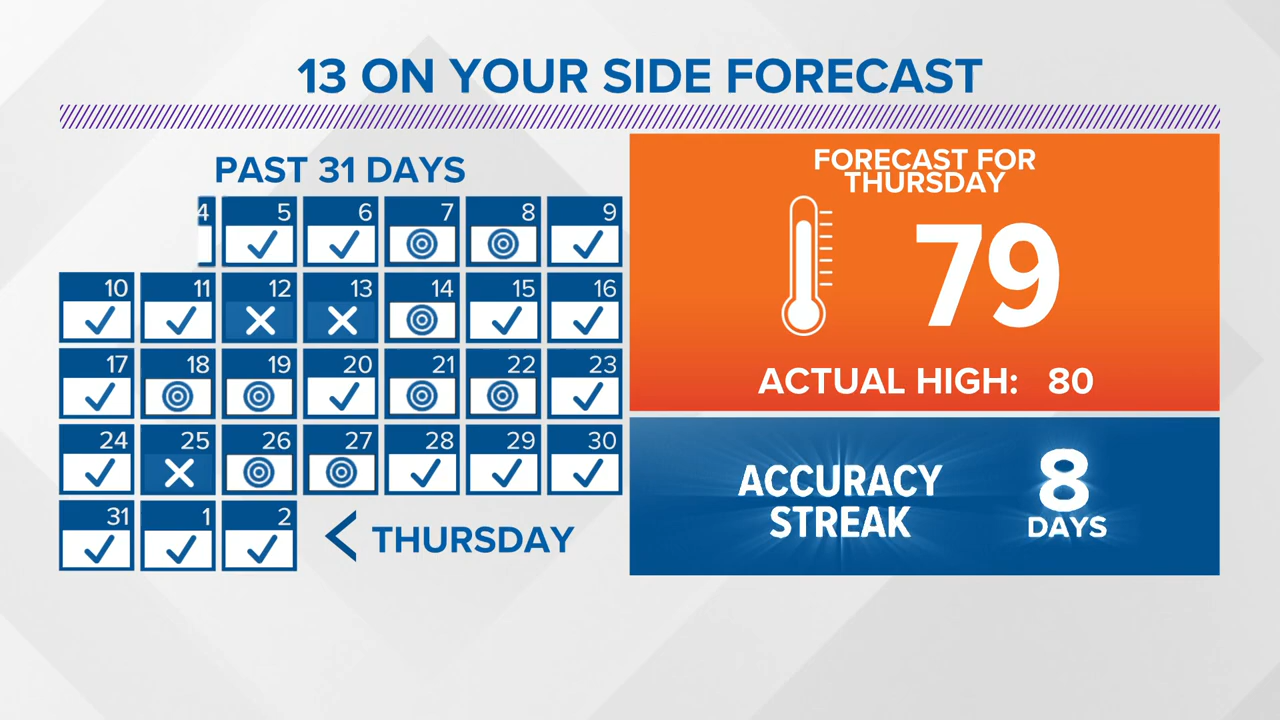 13 ON YOUR SIDE FORECAST
PAST 31 DAYS
4 5 6 7 8 9
10 11 12 13 14 15 16
17 18 19 20 21 22 23
24 25 26 27 28 29 30
31 1 2
THURSDAY
FORECAST FOR
THURSDAY
79
ACTUAL HIGH: 80
ACCURACY
STREAK
8
DAYS